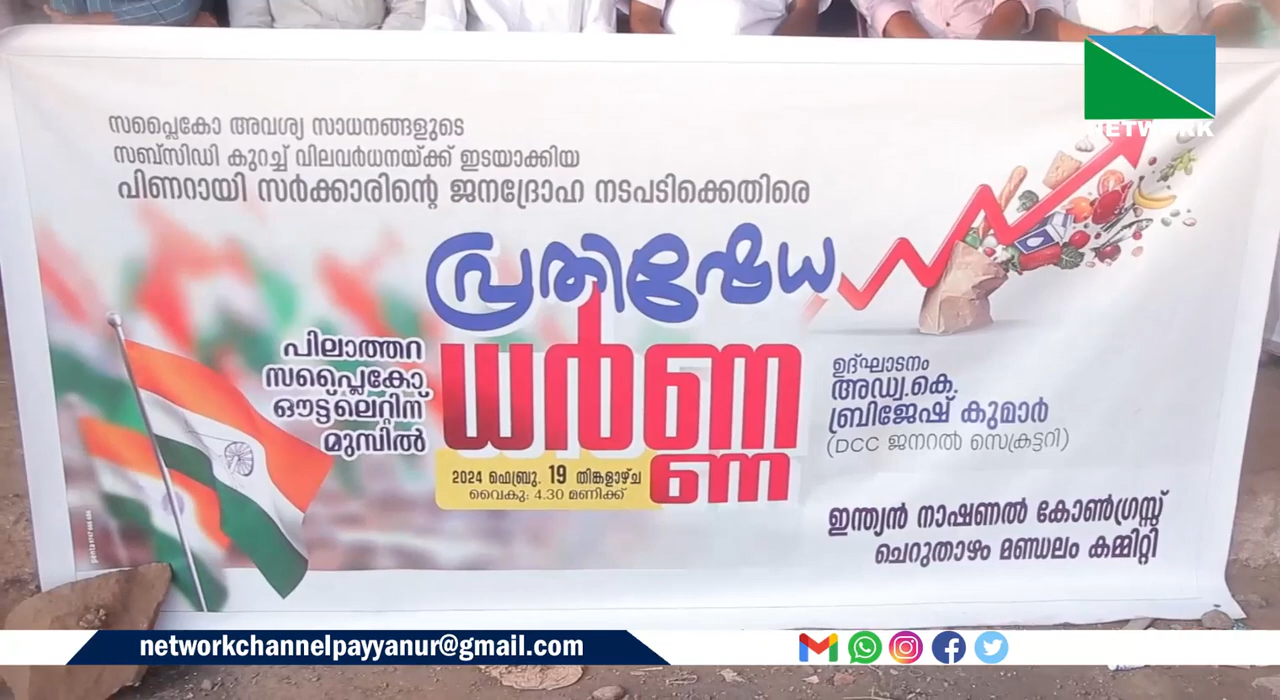 NETWORK
സപ്ലൈകോ അവശ്യ സാധനങ്ങളുടെ
സബ്സിഡി കുറച്ച് വിലവർധനയ്ക്ക് ഇടയാക്കിയ
പിണറായി സർക്കാരിന്റെ ജനദ്രോഹ നടപടിക്കെതിരെ
പ്രതിഷേധ
ധർണ്ണ
പിലാത്തറ
സപ്ലൈകോ
ഔട്ട്ലെറ്റിന്
മുമ്പിൽ
2024 ഫെബ്രു. 19 തിങ്കളാഴ്ച
വൈകു: 4.30 മണിക്ക്
ഉദ്ഘാടനം
അഡ്വ.കെ.
ബ്രിജേഷ് കുമാർ
(DCC ജനറൽ സെക്രട്ടറി)
ഇന്ത്യൻ നാഷണൽ കോൺഗ്രസ്സ്
ചെറുതാഴം മണ്ഡലം കമ്മിറ്റി
networkchannelpayyanur@gmail.com